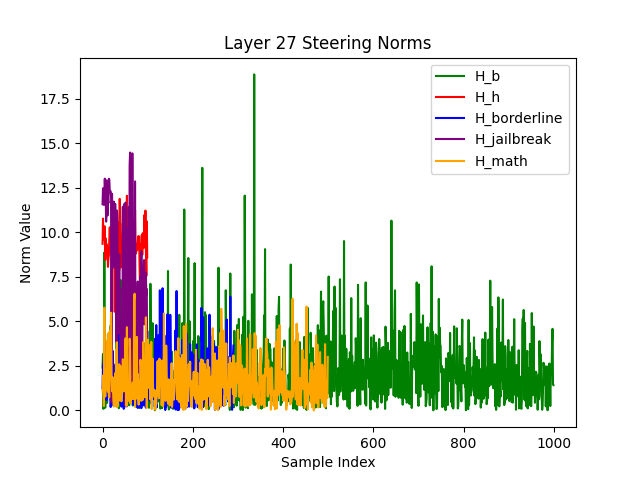 Layer 27 Steering Norms
H_b
H_h
H_borderline
H_jailbreak
H_math
Norm Value
17.5
15.0
12.5
10.0
7.5
5.0
2.5
0.0
0 200 400 600 800 1000
Sample Index